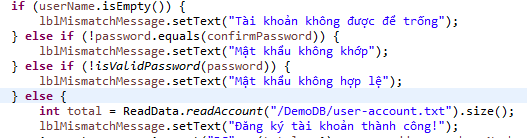 if (userName.isEmpty()) {
lblMismatchMessage.setText("Tài khoản không được để trống");
} else if (!password.equals(confirmPassword)) {
lblMismatchMessage.setText("Mật khẩu không khớp");
} else if (!isValidPassword(password)) {
lblMismatchMessage.setText("Mật khẩu không hợp lệ");
} else {
int total = ReadData.readAccount("/DemoDB/user-account.txt").size();
lblMismatchMessage.setText("Đăng ký tài khoản thành công!");